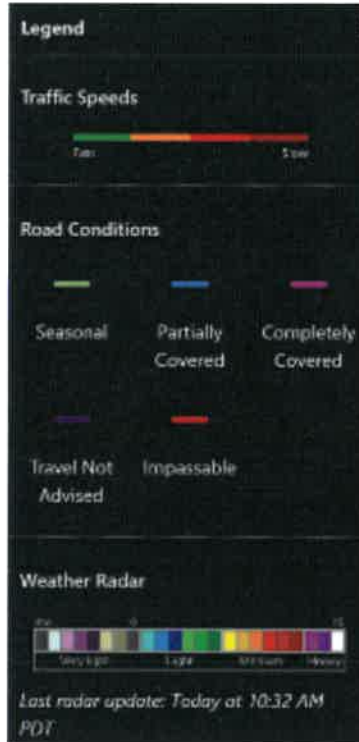 Legend
Traffic Speeds
Fast Slow
Road Conditions
Seasonal Partially Completely
Covered Covered
Travel Not Impassable
Advised
Weather Radar
0
Very light Light Medium Heavy
Last radar update: Today at 10:32 AM
PDT